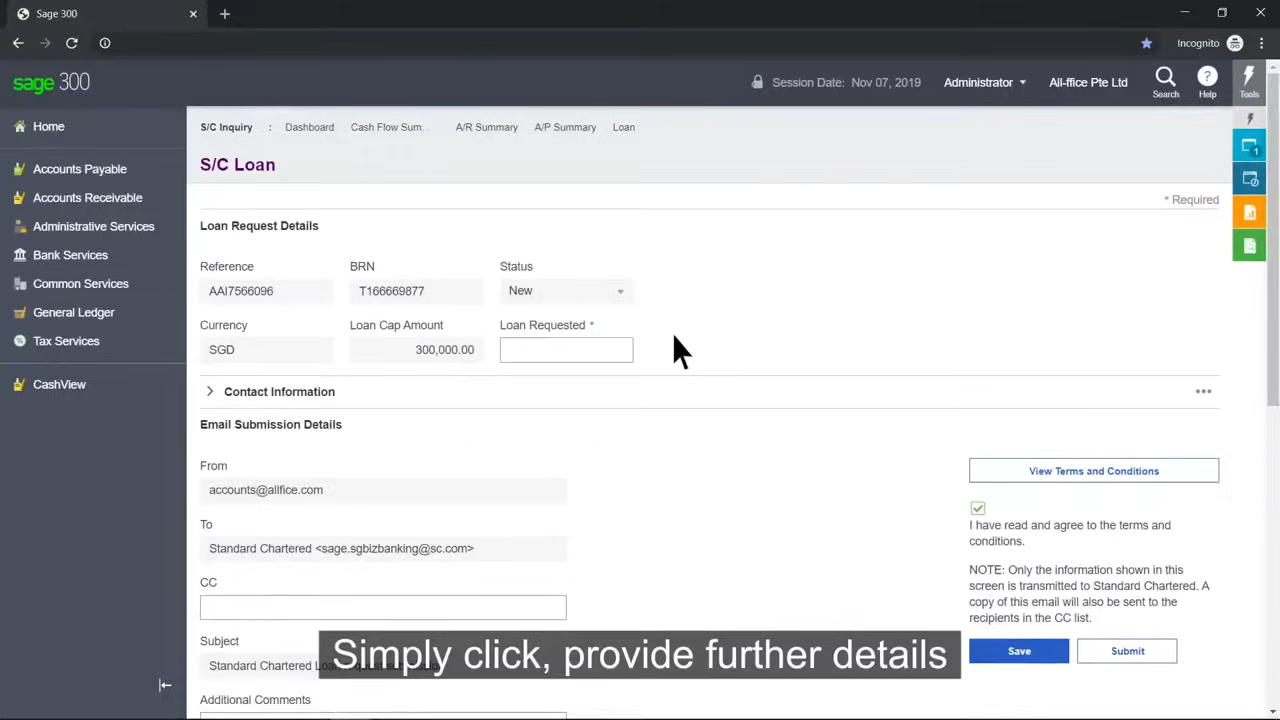 Sage 300
Incognito
sage 300
Session Date: Nov 07, 2019
Administrator
All-ffice Pte Ltd
Search
Help
Tools
Home
Accounts Payable
Accounts Receivable
Administrative Services
Bank Services
Common Services
General Ledger
Tax Services
CashView
S/C Inquiry : Dashboard Cash Flow Sum... A/R Summary A/P Summary Loan
S/C Loan
* Required
Loan Request Details
Reference BRN Status
AAI7566096 T166669877 New
Currency Loan Cap Amount Loan Requested *
SGD 300,000.00
Contact Information
Email Submission Details
From
accounts@allfice.com
To
Standard Chartered <sage.sgbizbanking@sc.com>
CC
Subject
Standard Chartered
Additional Comments
View Terms and Conditions
I have read and agree to the terms and
conditions.
NOTE: Only the information shown in this
screen is transmitted to Standard Chartered. A
copy of this email will also be sent to the
recipients in the CC list.
Save
Submit
Simply click, provide further details
1